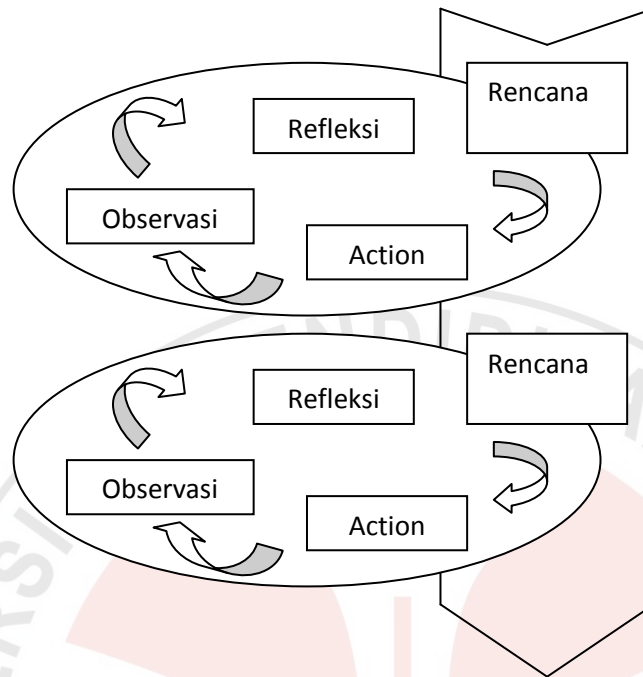 Rencana
Refleksi
Observasi
Action
Rencana
Refleksi
Observasi
Action